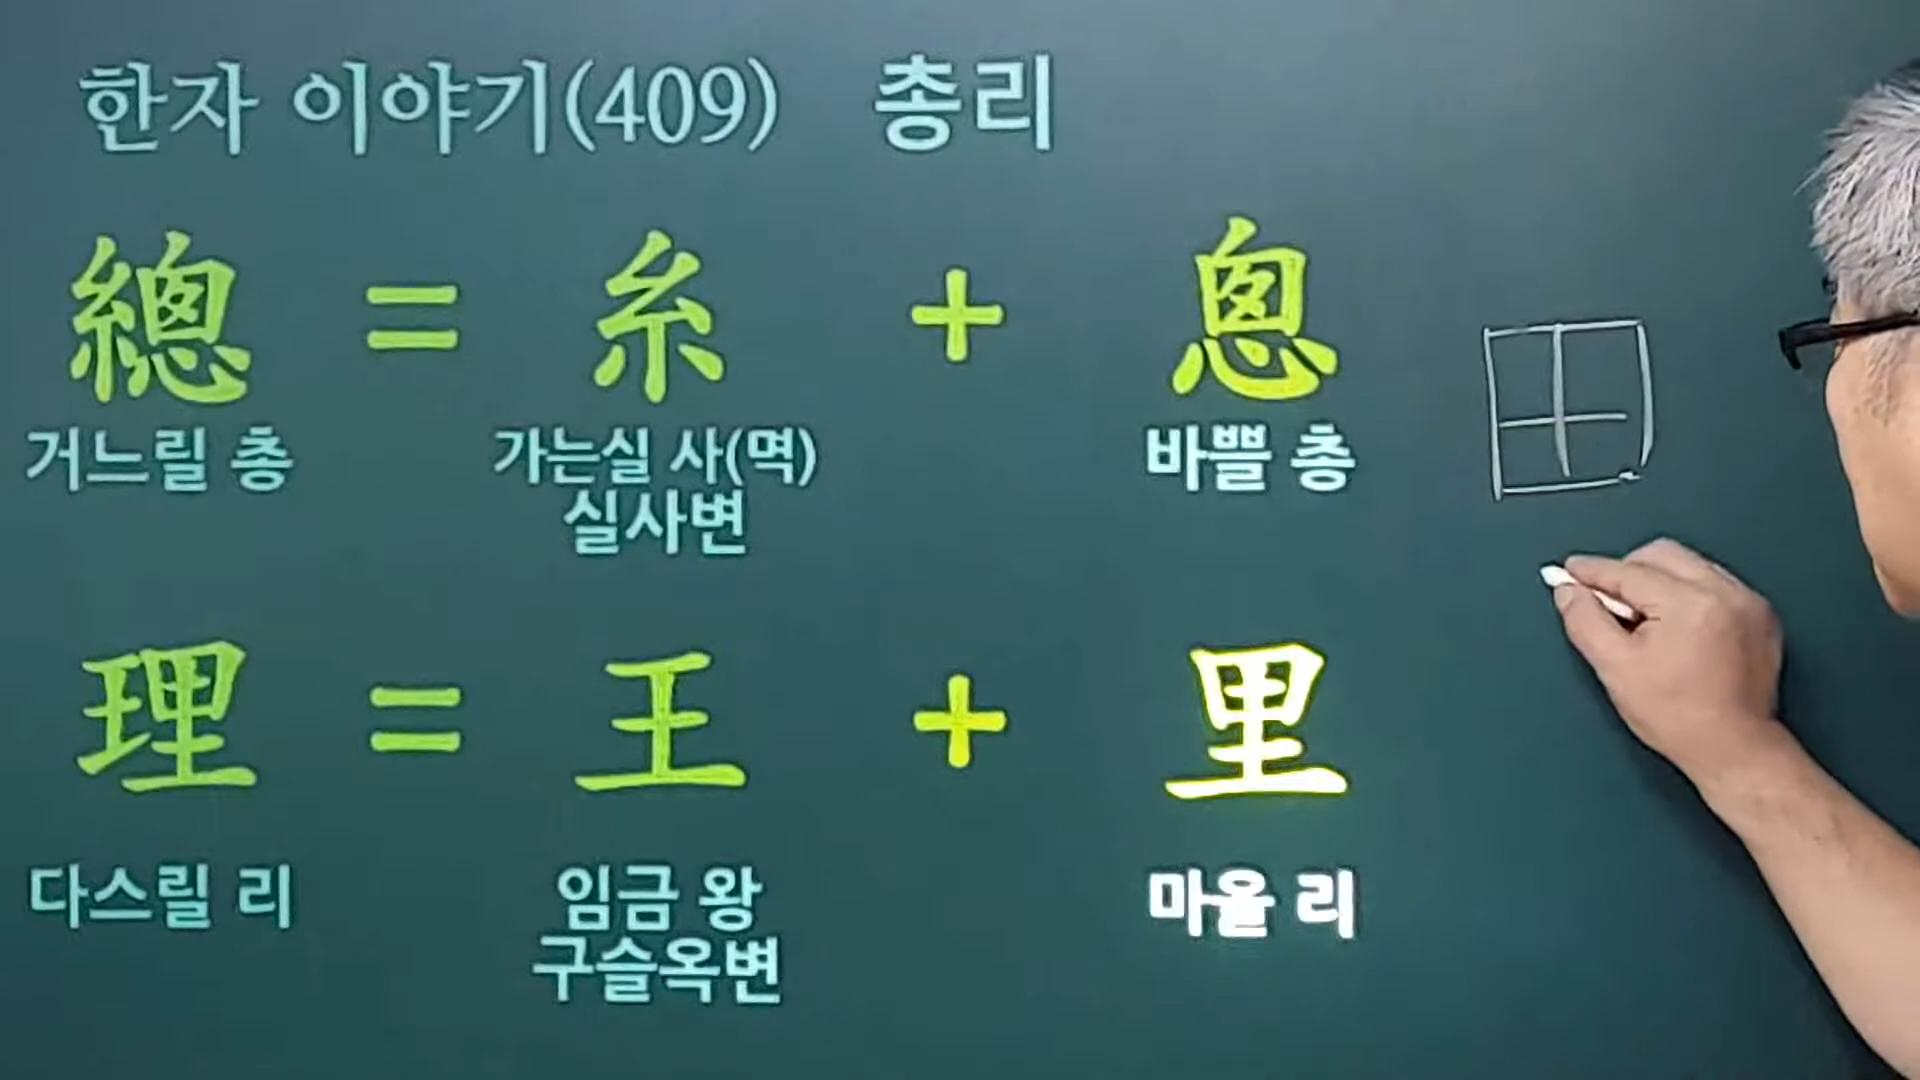 한자 이야기(409) 총리
總 = 糸 + 悤
거느릴 총 가는실 사(멱) 바쁠 총
실사변
田
理 = 王 + 里
다스릴 리 임금 왕 마을 리
구슬옥변